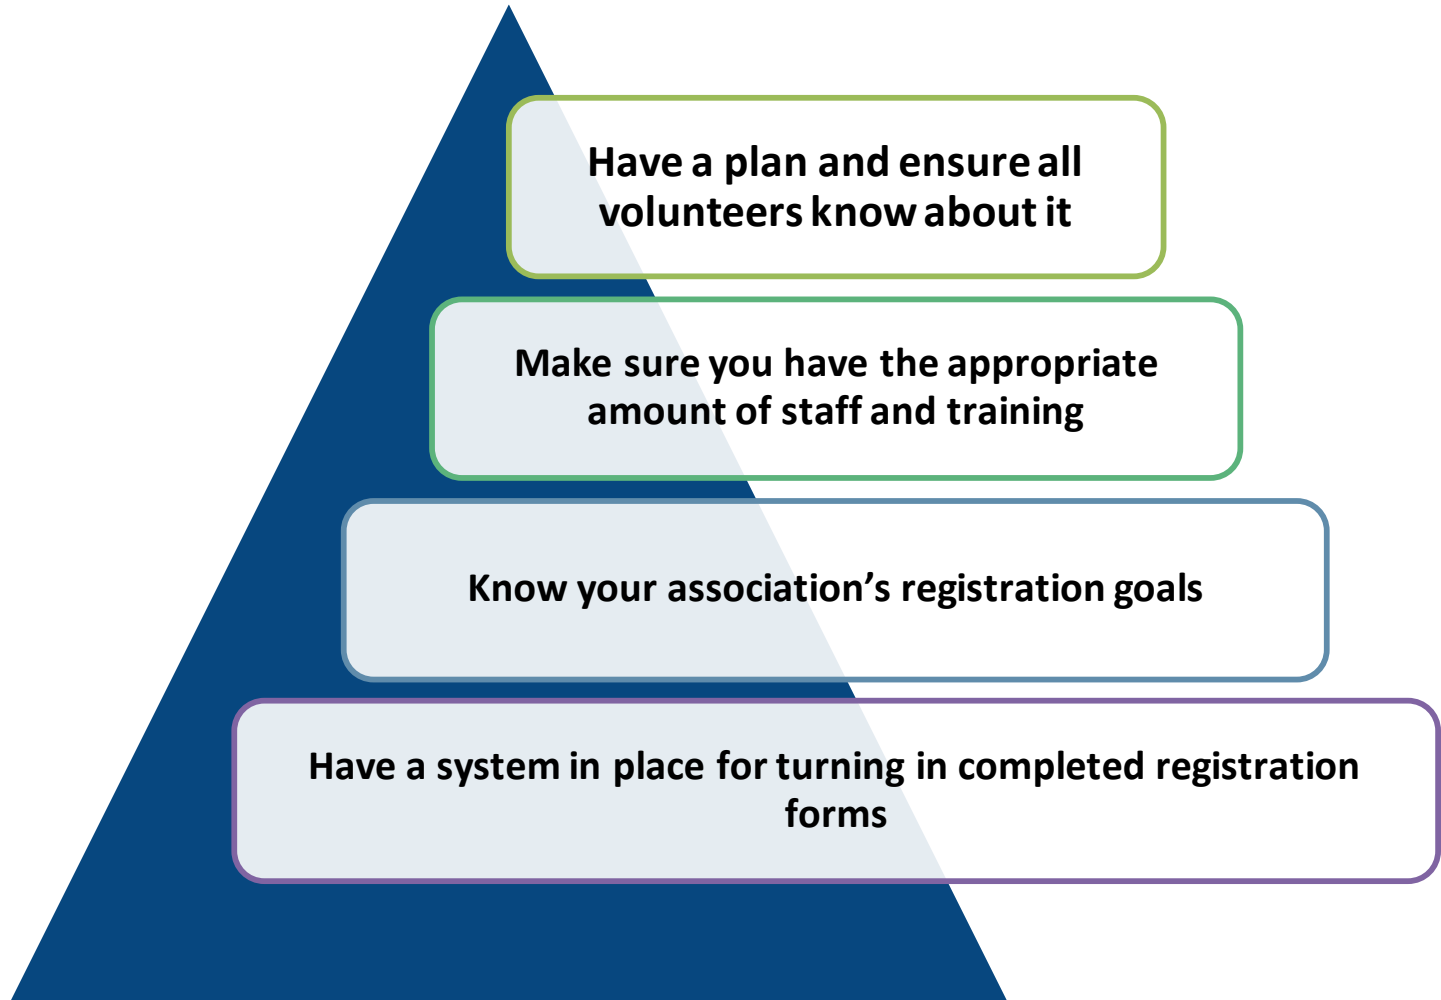 Have a plan and ensure all
volunteers know about it
Make sure you have the appropriate
amount of staff and training
Know your association’s registration goals
Have a system in place for turning in completed registration
forms